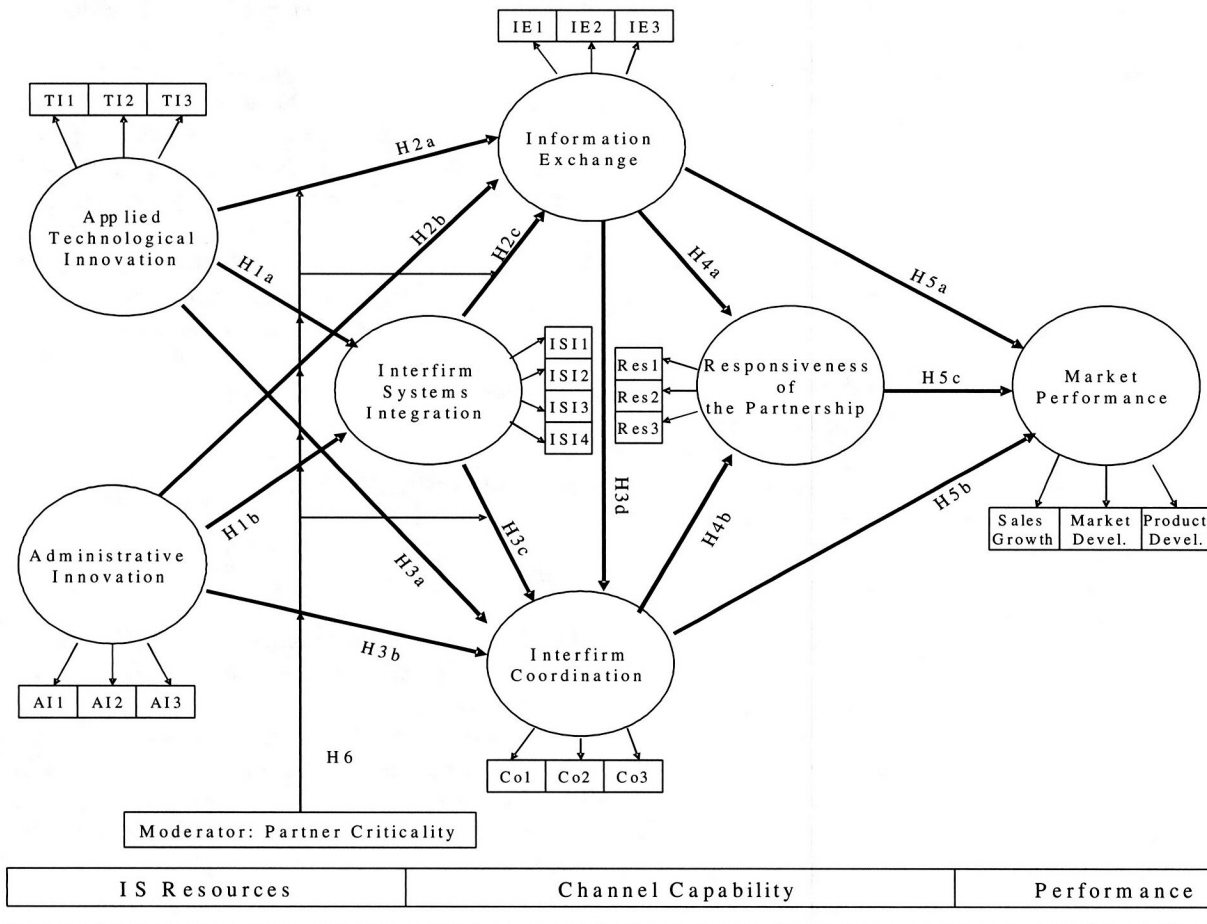 IE1 IE2 IE3
TI1 TI2 TI3
Information
Exchange
H2a
Applied
Technological
Innovation
H2b
H2c
H1a
H4a
H5a
Interfirm
Systems
Integration
ISI1
ISI2
ISI3
ISI4
Res1
Res2
Res3
Responsiveness
of
the Partnership
H5c
Market
Performance
H1b
H3c
H3d
H4b
H5b
Sales
Growth
Market
Devel.
Product
Devel.
Administrative
Innovation
H3a
H3b
Interfirm
Coordination
AI1 AI2 AI3
H6
Co1 Co2 Co3
Moderator: Partner Criticality
IS Resources
Channel Capability
Performance